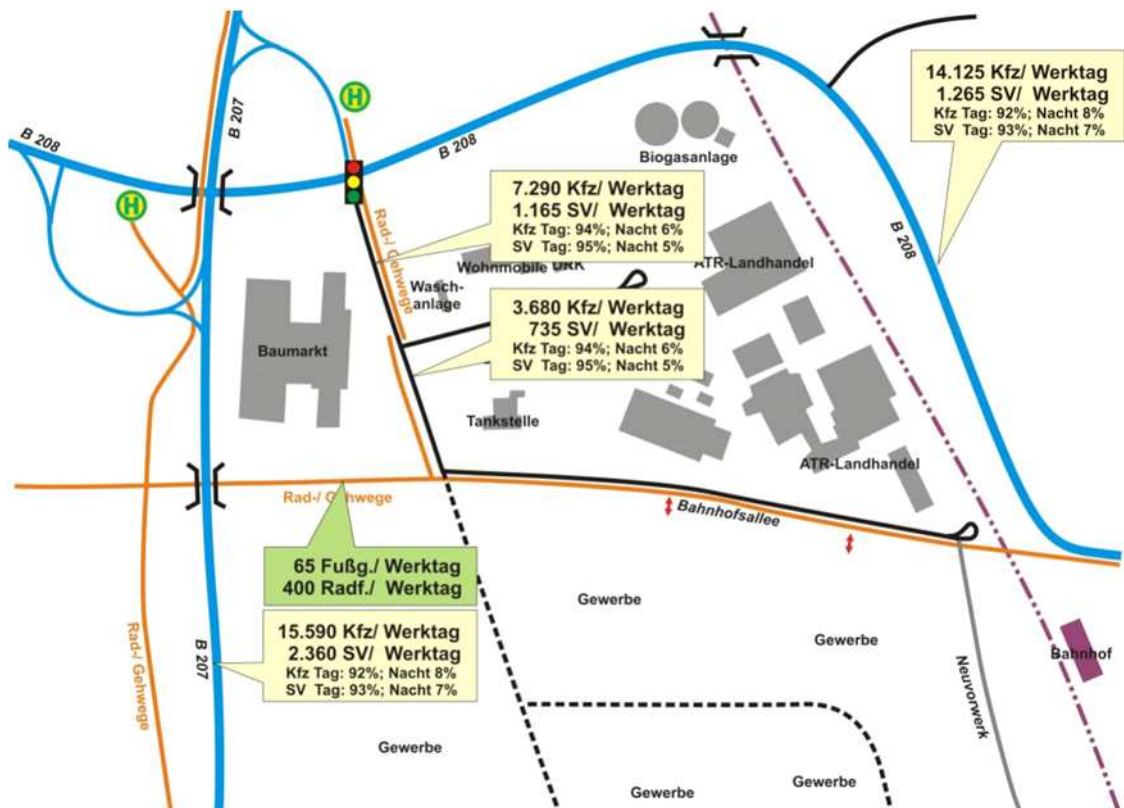 B 207
B 208
H
H
B 208
14.125 Kfz/ Werktag
1.265 SV/ Werktag
Kfz Tag: 92%; Nacht 8%
SV Tag: 93%; Nacht 7%
Biogasanlage
7.290 Kfz/ Werktag
1.165 SV/ Werktag
Kfz Tag: 94%; Nacht 6%
SV Tag: 95%; Nacht 5%
Rad-/ Gehwege
B 208
Wohnmobile DRK
ATR-Landhandel
Wasch-
anlage
3.680 Kfz/ Werktag
735 SV/ Werktag
Kfz Tag: 94%; Nacht 6%
SV Tag: 95%; Nacht 5%
Baumarkt
Tankstelle
ATR-Landhandel
Rad-/ Gehwege
Bahnhofsallee
65 Fußg./ Werktag
400 Radf./ Werktag
Gewerbe
15.590 Kfz/ Werktag
2.360 SV/ Werktag
Kfz Tag: 92%; Nacht 8%
SV Tag: 93%; Nacht 7%
Rad-/ Gehwege
B 207
Gewerbe
Bahnhof
Neuvorwerk
Gewerbe
Gewerbe
Gewerbe